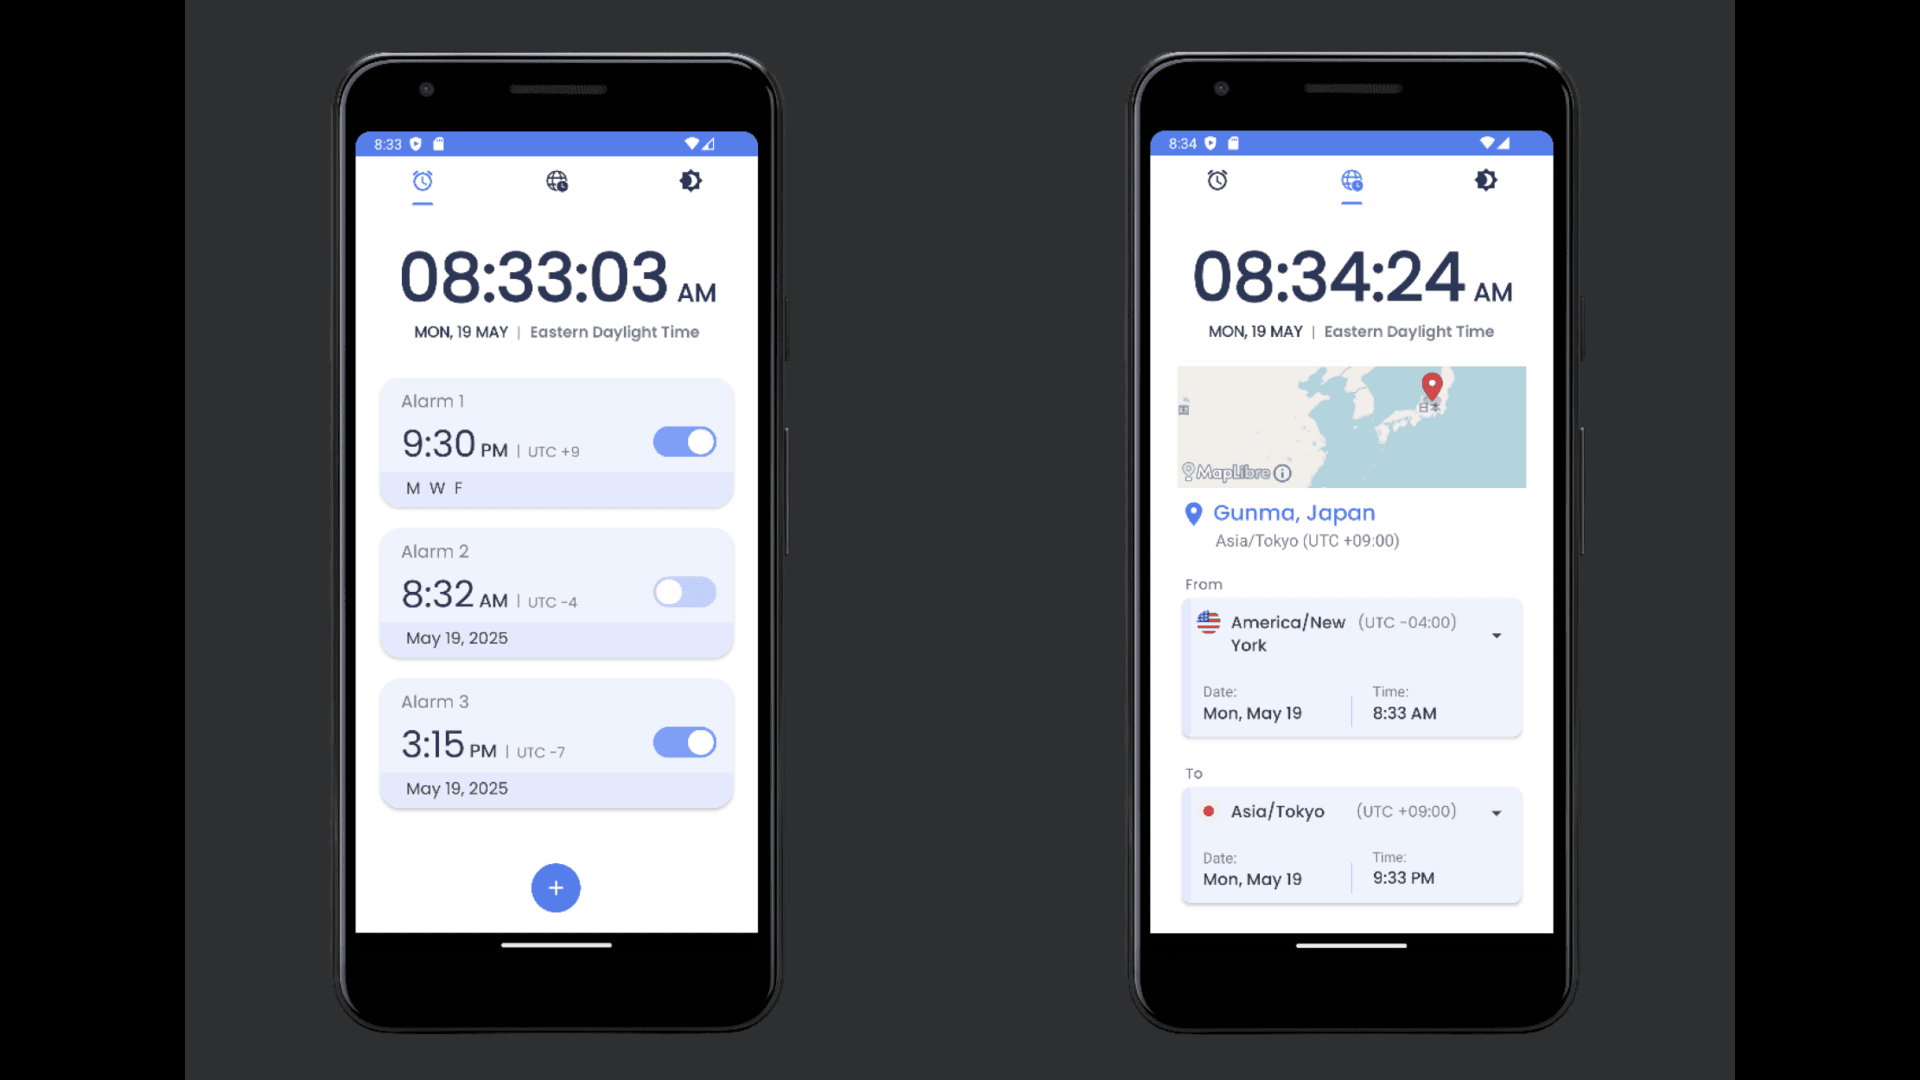 8:33
08:33:03 AM
MON, 19 MAY | Eastern Daylight Time
Alarm 1
9:30 PM | UTC +9
M W F
Alarm 2
8:32 AM | UTC -4
May 19, 2025
Alarm 3
3:15 PM | UTC -7
May 19, 2025
+
8:34
08:34:24 AM
MON, 19 MAY | Eastern Daylight Time
日本
国
MapLibre
Gunma, Japan
Asia/Tokyo (UTC +09:00)
From
America/New (UTC -04:00)
York
Date: Time:
Mon, May 19 8:33 AM
To
Asia/Tokyo (UTC +09:00)
Date: Time:
Mon, May 19 9:33 PM